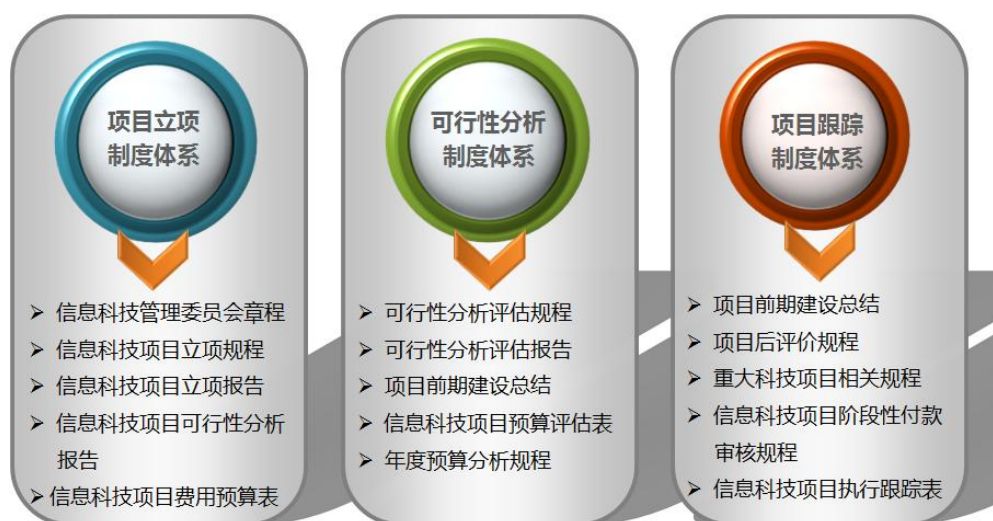 项目立项
制度体系
➢ 信息科技管理委员会章程
➢ 信息科技项目立项规程
➢ 信息科技项目立项报告
➢ 信息科技项目可行性分析
报告
➢信息科技项目费用预算表
可行性分析
制度体系
➢ 可行性分析评估规程
➢ 可行性分析评估报告
➢ 项目前期建设总结
➢ 信息科技项目预算评估表
➢ 年度预算分析规程
项目跟踪
制度体系
➢ 项目前期建设总结
➢ 项目后评价规程
➢ 重大科技项目相关规程
➢ 信息科技项目阶段性付款
审核规程
➢ 信息科技项目执行跟踪表